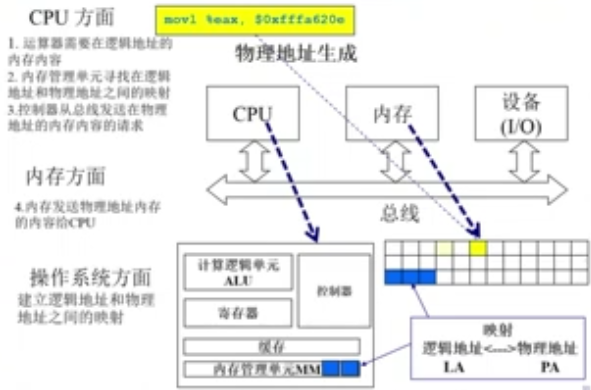 CPU 方面
movl %eax, $0xfffa620e
物理地址生成
1. 运算器需要在逻辑地址的
内存内容
2. 内存管理单元寻找在逻辑
地址和物理地址之间的映射
3.控制器从总线发送在物理
地址的内存内容的请求
CPU
内存
设备
(I/O)
内存方面
4.内存发送物理地址内存
的内容给CPU
总线
操作系统方面
建立逻辑地址和物理
地址之间的映射
计算逻辑单元
ALU
控制器
寄存器
缓存
内存管理单元MM
映射
逻辑地址<--->物理地址
LA PA